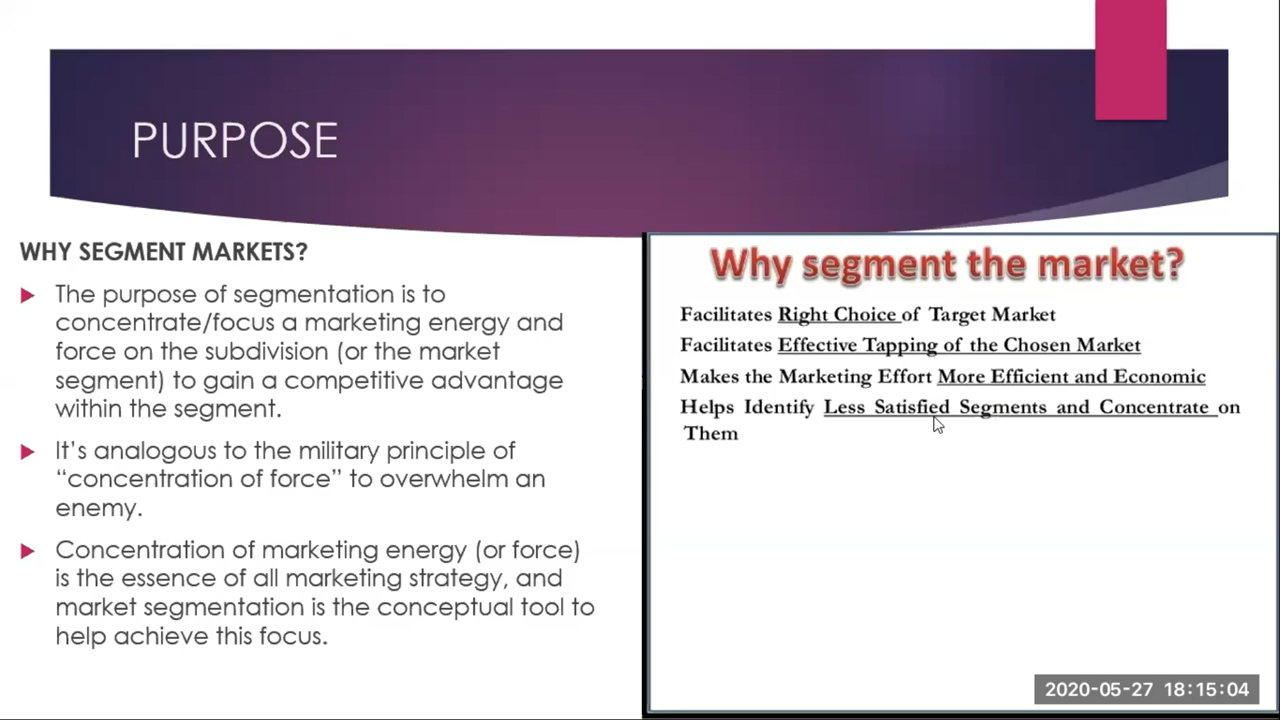 PURPOSE
WHY SEGMENT MARKETS?
The purpose of segmentation is to
concentrate/focus a marketing energy and
force on the subdivision (or the market
segment) to gain a competitive advantage
within the segment.
It’s analogous to the military principle of
“concentration of force” to overwhelm an
enemy.
Concentration of marketing energy (or force)
is the essence of all marketing strategy, and
market segmentation is the conceptual tool to
help achieve this focus.
Why segment the market?
Facilitates Right Choice of Target Market
Facilitates Effective Tapping of the Chosen Market
Makes the Marketing Effort More Efficient and Economic
Helps Identify Less Satisfied Segments and Concentrate on
Them
2020-05-27 18:15:04